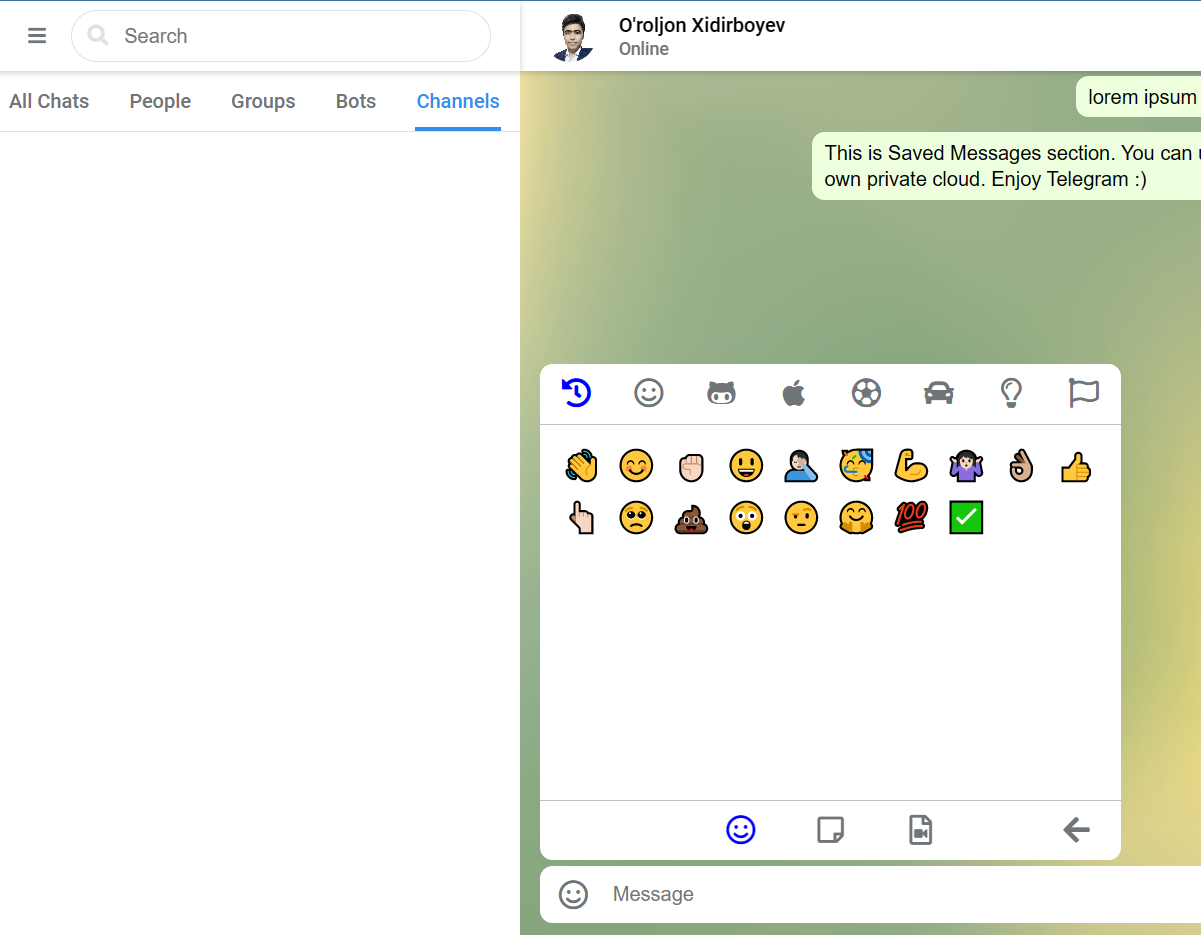 Search
O'roljon Xidirboyev
Online
All Chats People Groups Bots Channels
lorem ipsum
This is Saved Messages section. You can
own private cloud. Enjoy Telegram :)
100
Message